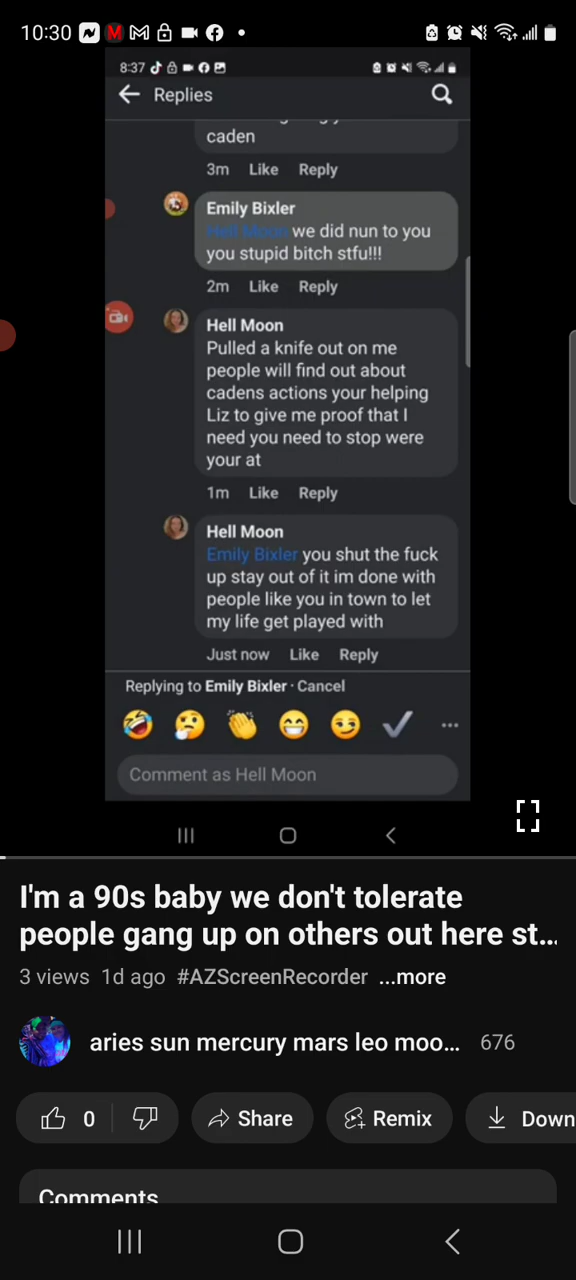 10:30
8:37
Replies
caden
3m Like Reply
Emily Bixler
Hell Moon we did nun to you
you stupid bitch stfu!!!
2m Like Reply
Hell Moon
Pulled a knife out on me
people will find out about
cadens actions your helping
Liz to give me proof that I
need you need to stop were
your at
1m Like Reply
Hell Moon
Emily Bixler you shut the fuck
up stay out of it im done with
people like you in town to let
my life get played with
Just now Like Reply
Replying to Emily Bixler · Cancel
Comment as Hell Moon
I'm a 90s baby we don't tolerate
people gang up on others out here st...
3 views 1d ago #AZScreenRecorder ...more
aries sun mercury mars leo moo... 676
0 Share Remix Down
Comments